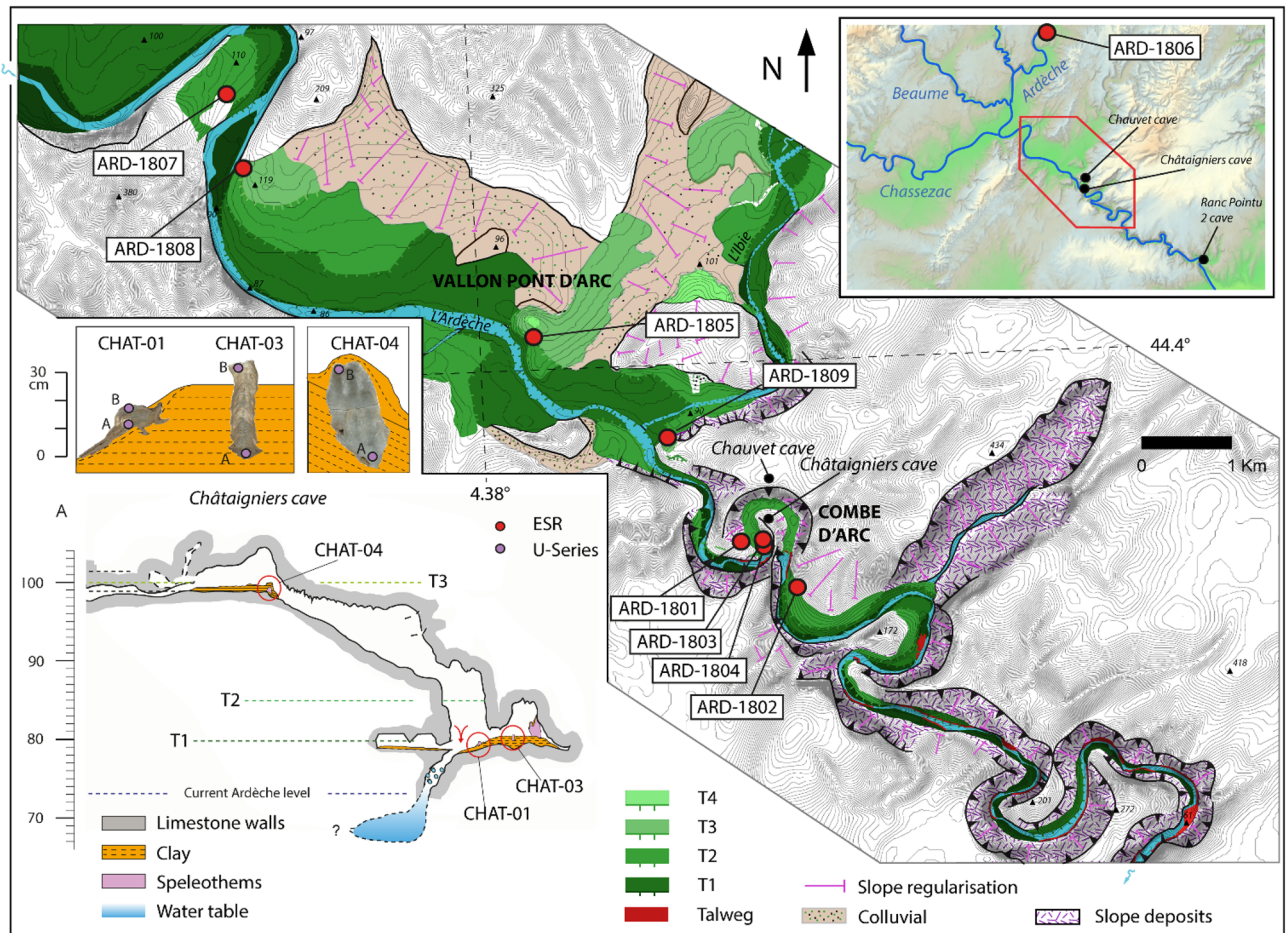 100
97
110
209
325
N
ARD-1807
119
380
ARD-1808
96
101
L'Ibie
87
86
VALLON PONT D'ARC
L'Ardèche
ARD-1805
44.4°
ARD-1809
90
434
Chauvet cave
Châtaigniers cave
0 1 Km
4.38°
COMBE
D'ARC
ARD-1801
ARD-1803
ARD-1804
ARD-1802
172
418
201
272
ARD-1806
Beaume
Ardèche
Chauvet cave
Châtaigniers cave
Chassezac
Ranc Pointu
2 cave
CHAT-01
CHAT-03
CHAT-04
30
cm
0
B
A
B
A
B
A
Châtaigniers cave
A
ESR
U-Series
CHAT-04
100
T3
90
T2
80
T1
Current Ardèche level
CHAT-03
CHAT-01
70
?
Limestone walls
Clay
Speleothems
Water table
T4
T3
T2
T1
Talweg
Slope regularisation
Colluvial
Slope deposits